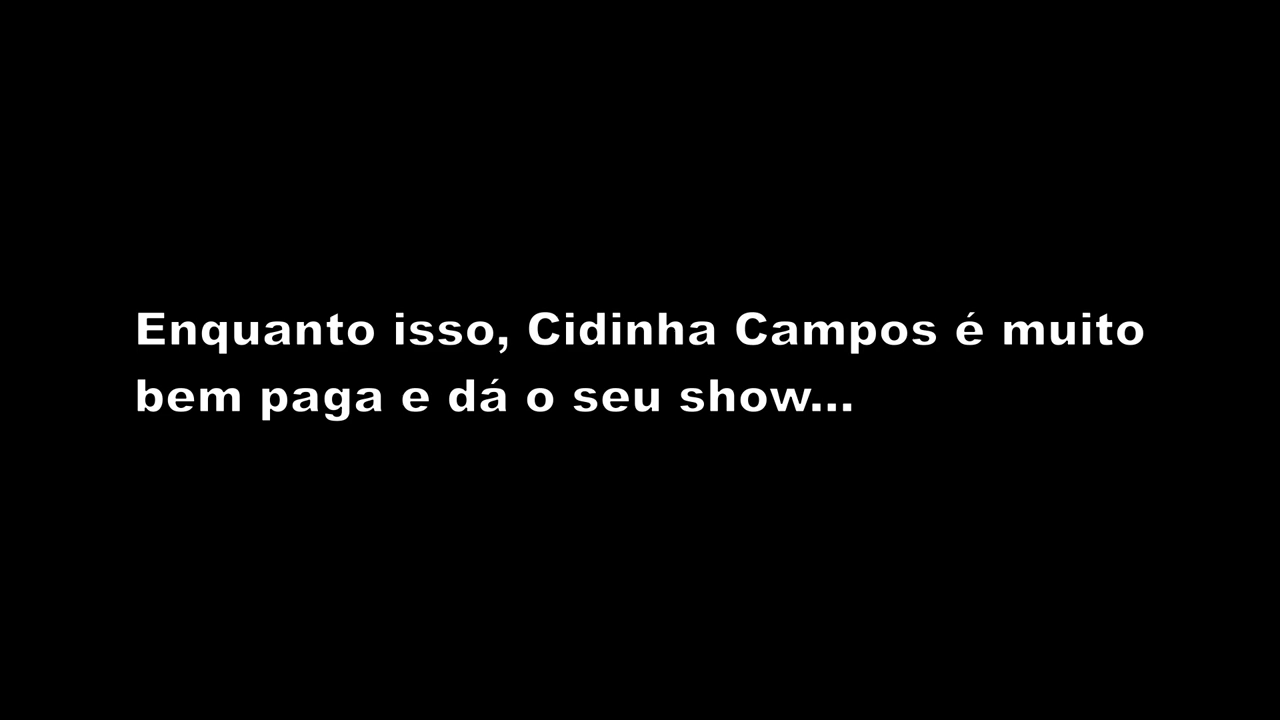 Enquanto isso, Cidinha Campos é muito
bem paga e dá o seu show...